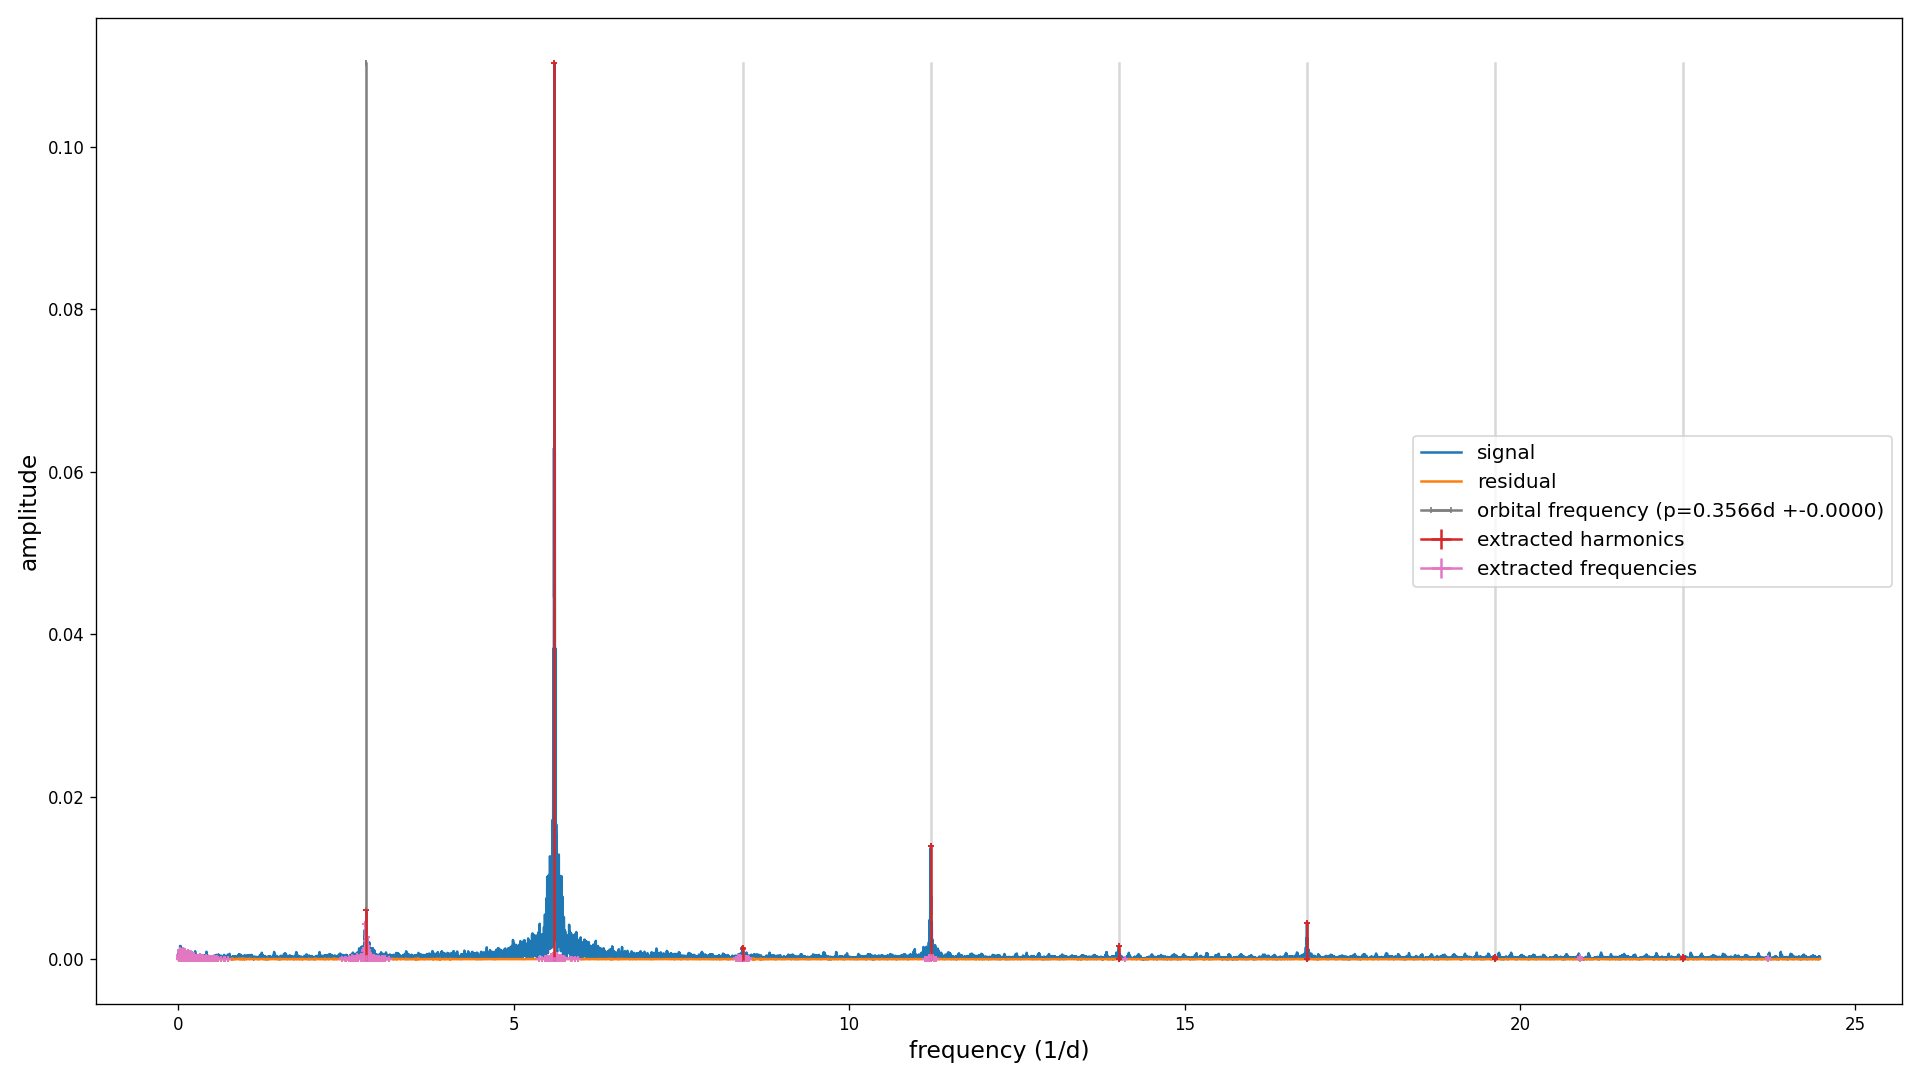 amplitude
0.10
0.08
0.06
0.04
0.02
0.00
signal
residual
orbital frequency (p=0.3566d +-0.0000)
extracted harmonics
extracted frequencies
0 5 10 15 20 25
frequency (1/d)